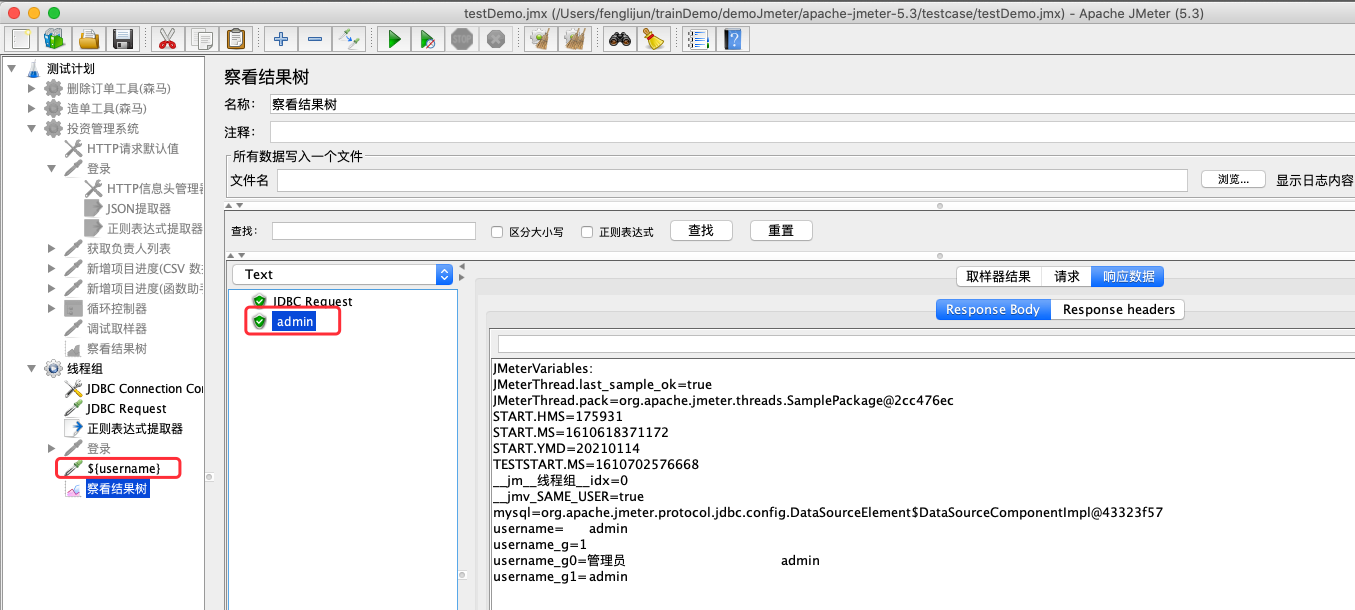 testDemo.jmx (/Users/fenglijun/trainDemo/demoJmeter/apache-jmeter-5.3/testcase/testDemo.jmx) - Apache JMeter (5.3)
STOP
测试计划
删除订单工具(森马)
造单工具(森马)
投资管理系统
HTTP请求默认值
登录
HTTP信息头管理器
JSON提取器
正则表达式提取器
获取负责人列表
新增项目进度(CSV 数
新增项目进度(函数助手
循环控制器
调试取样器
察看结果树
线程组
JDBC Connection Co
JDBC Request
正则表达式提取器
登录
${username}
察看结果树
察看结果树
名称: 察看结果树
注释:
所有数据写入一个文件
文件名 浏览... 显示日志内容
查找: 区分大小写 正则表达式 查找 重置
Text
JDBC Request
admin
取样器结果 请求 响应数据
Response Body Response headers
JMeterVariables:
JMeterThread.last_sample_ok=true
JMeterThread.pack=org.apache.jmeter.threads.SamplePackage@2cc476ec
START.HMS=175931
START.MS=1610618371172
START.YMD=20210114
TESTSTART.MS=1610702576668
__jm__线程组__idx=0
__jmv_SAME_USER=true
mysql=org.apache.jmeter.protocol.jdbc.config.DataSourceElement$DataSourceComponentImpl@43323f57
username= admin
username_g=1
username_g0=管理员 admin
username_g1= admin